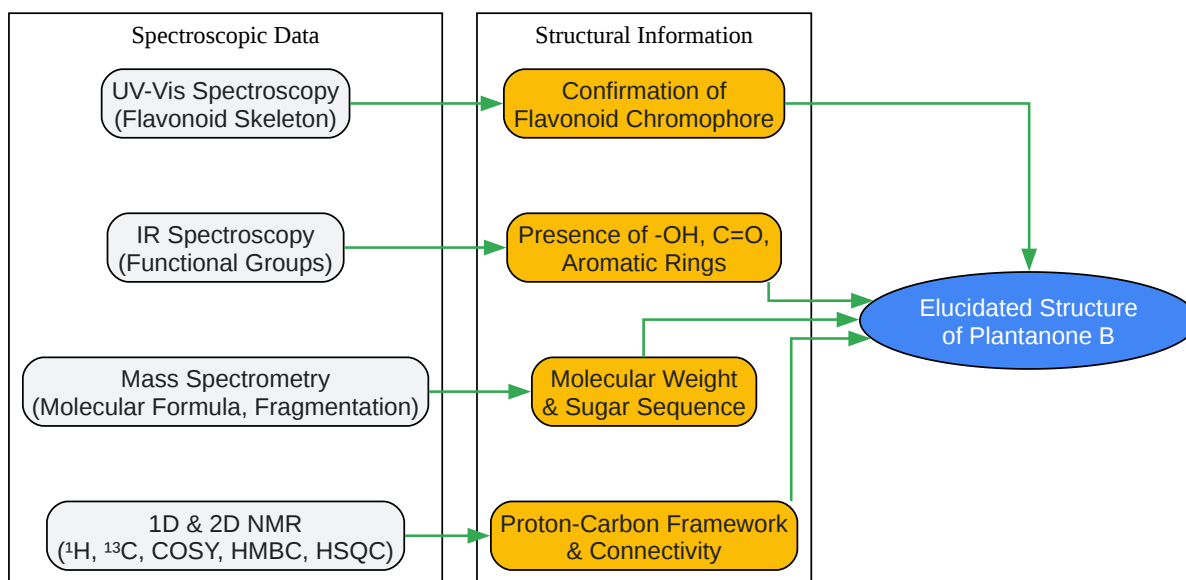 Spectroscopic Data
Structural Information
UV-Vis Spectroscopy
(Flavonoid Skeleton)
Confirmation of
Flavonoid Chromophore
IR Spectroscopy
(Functional Groups)
Presence of -OH, C=O,
Aromatic Rings
Elucidated Structure
of Plantanone B
Mass Spectrometry
(Molecular Formula, Fragmentation)
Molecular Weight
& Sugar Sequence
1D & 2D NMR
(¹H, ¹³C, COSY, HMBC, HSQC)
Proton-Carbon Framework
& Connectivity